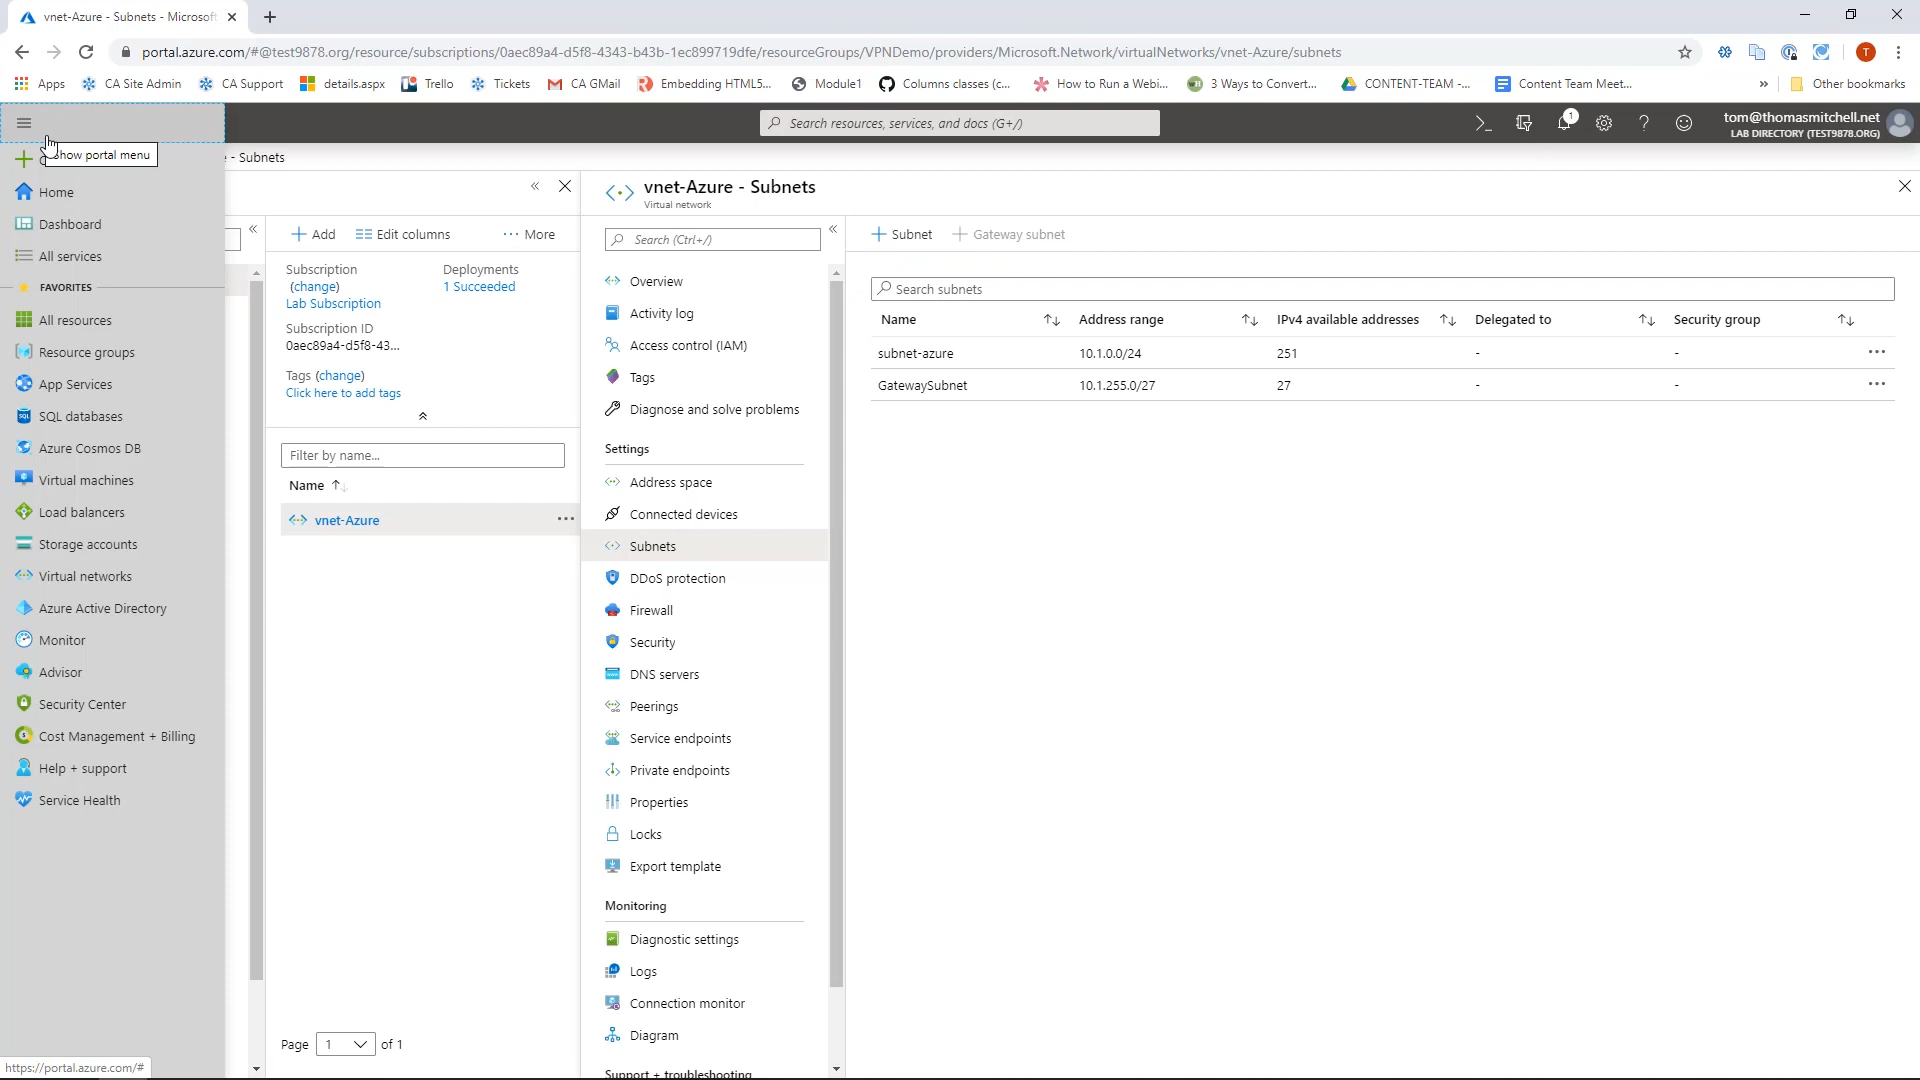 vnet-Azure - Subnets - Microsoft
portal.azure.com/#@test9878.org/resource/subscriptions/0aec89a4-d5f8-4343-b43b-1ec899719dfe/resourceGroups/VPNDemo/providers/Microsoft.Network/virtualNetworks/vnet-Azure/subnets
T
Apps CA Site Admin CA Support details.aspx Trello Tickets CA GMail Embedding HTML5... Module1 Columns classes (c... How to Run a Webi... 3 Ways to Convert... CONTENT-TEAM -... Content Team Meet... » Other bookmarks
Search resources, services, and docs (G+/)
1
tom@thomasmitchell.net
LAB DIRECTORY (TEST9878.ORG)
Show portal menu
- Subnets
Home
Dashboard
All services
FAVORITES
All resources
Resource groups
App Services
SQL databases
Azure Cosmos DB
Virtual machines
Load balancers
Storage accounts
Virtual networks
Azure Active Directory
Monitor
Advisor
Security Center
Cost Management + Billing
Help + support
Service Health
https://portal.azure.com/#
Add Edit columns ··· More
Subscription
(change)
Lab Subscription
Deployments
1 Succeeded
Subscription ID
0aec89a4-d5f8-43...
Tags (change)
Click here to add tags
Filter by name...
Name
vnet-Azure
Page 1 of 1
vnet-Azure - Subnets
Virtual network
Search (Ctrl+/)
Overview
Activity log
Access control (IAM)
Tags
Diagnose and solve problems
Settings
Address space
Connected devices
Subnets
DDoS protection
Firewall
Security
DNS servers
Peerings
Service endpoints
Private endpoints
Properties
Locks
Export template
Monitoring
Diagnostic settings
Logs
Connection monitor
Diagram
Support + troubleshooting
+ Subnet + Gateway subnet
Search subnets
Name Address range IPv4 available addresses Delegated to Security group
subnet-azure 10.1.0.0/24 251 - -
GatewaySubnet 10.1.255.0/27 27 - -